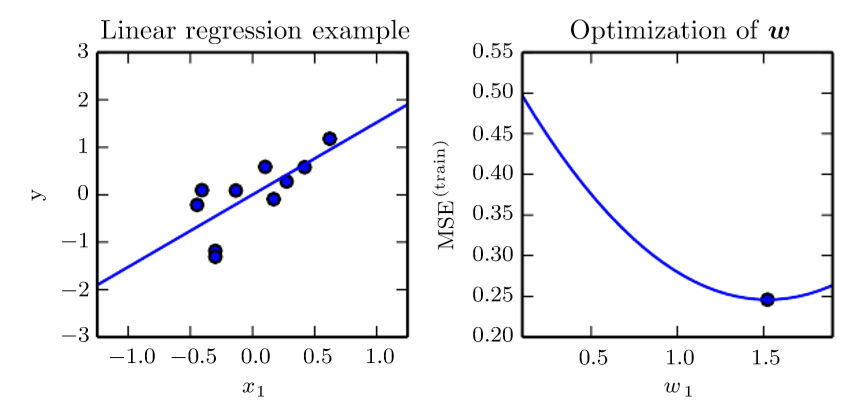 Linear regression example
3
2
1
0
−1
−2
−3
y
−1.0 −0.5 0.0 0.5 1.0
x1
Optimization of w
0.55
0.50
0.45
0.40
0.35
0.30
0.25
0.20
MSE(train)
0.5 1.0 1.5
w1